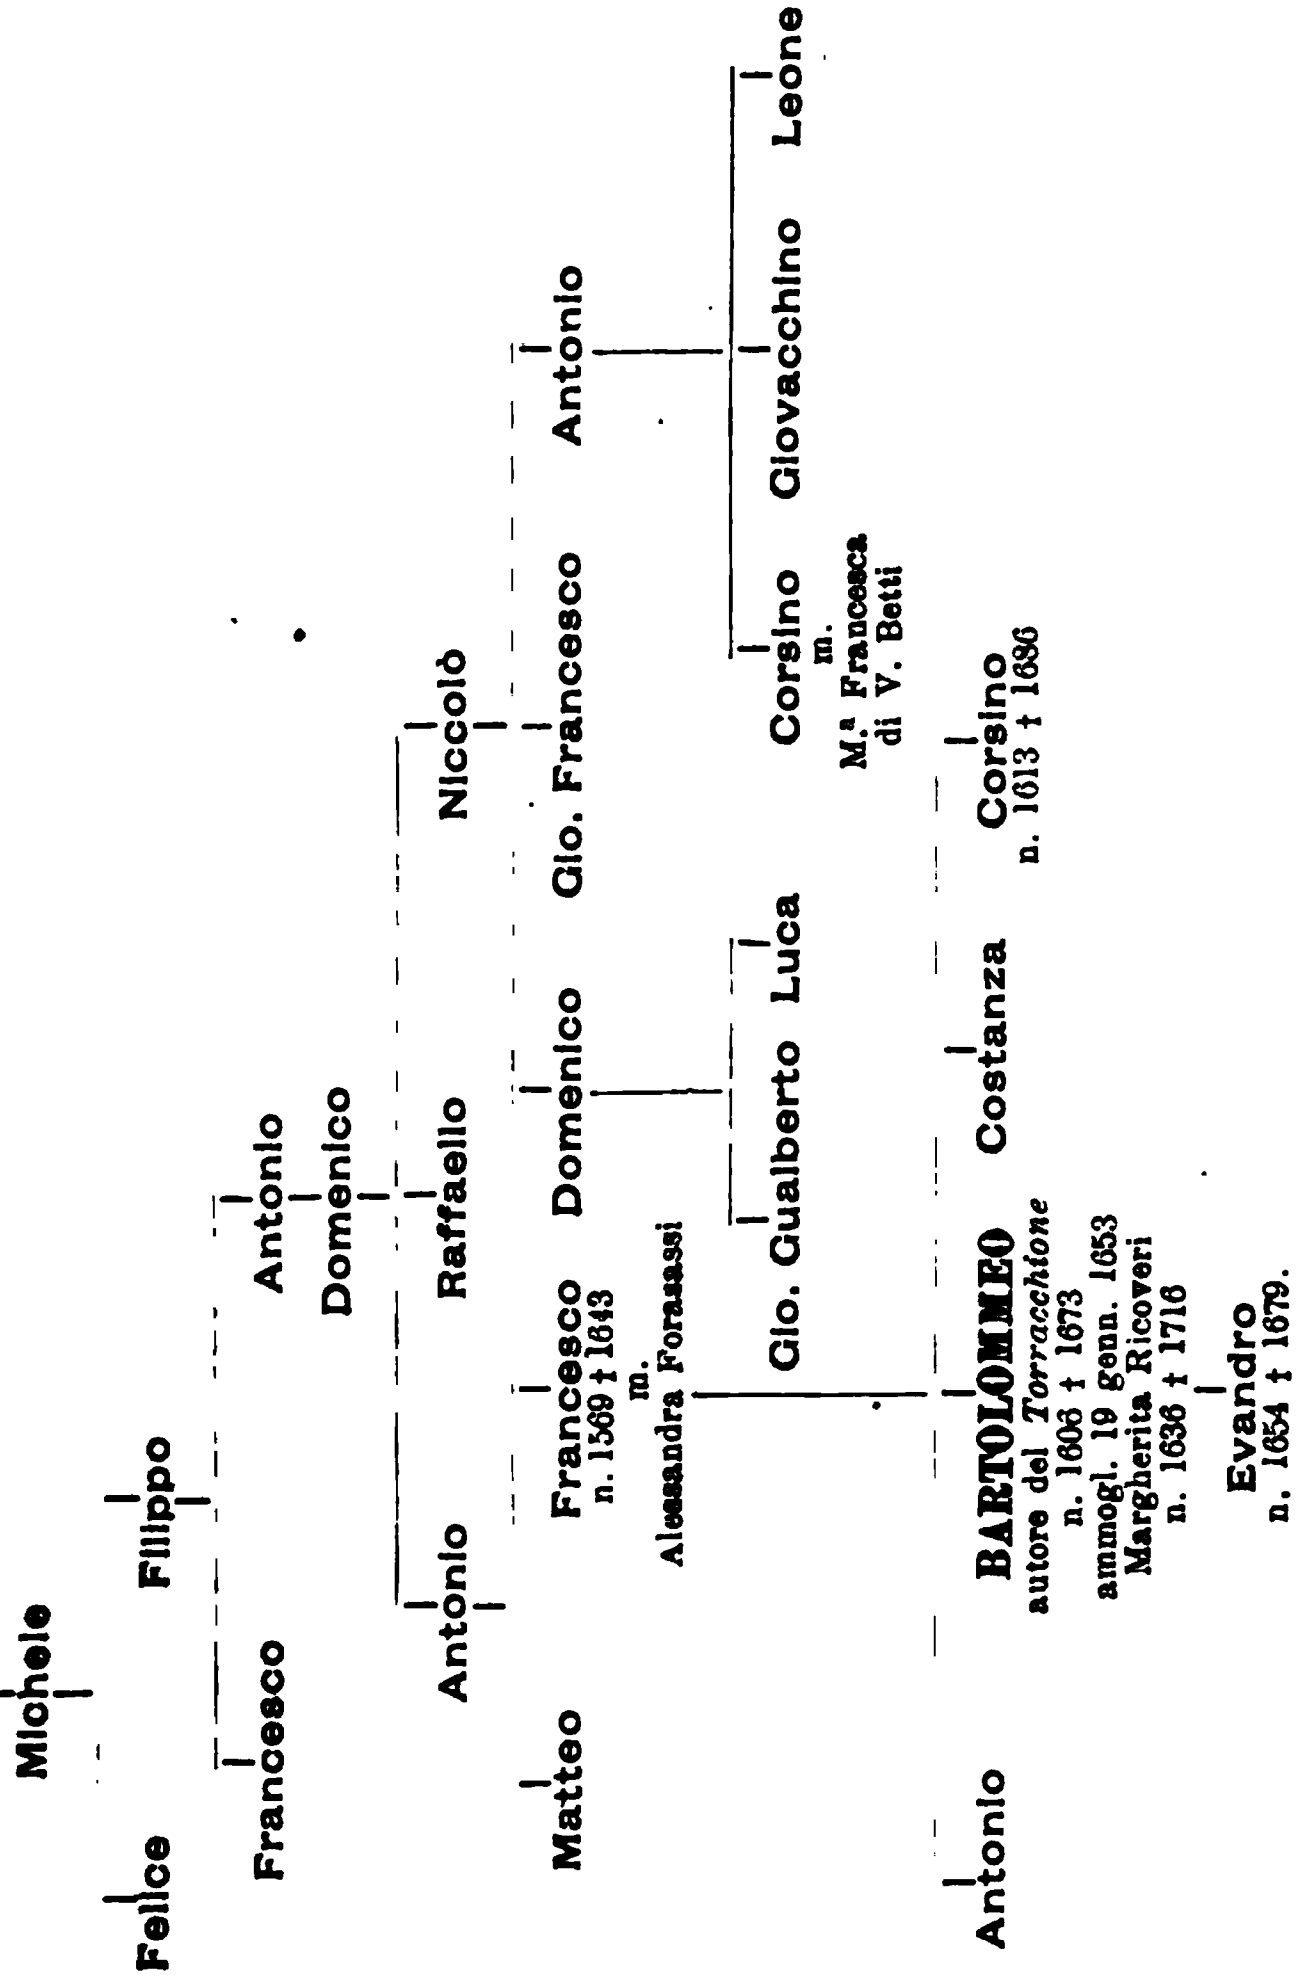 Michele
Felice Filippo
Francesco Antonio
Domenico
Antonio Raffaello Niccolò
Matteo Francesco Domenico Gio. Francesco Antonio
n. 1569 † 1643
m.
Alessandra Forasassi
Gio. Gualberto Luca Corsino Giovacchino Leone
m.
M.ª Francesca
di V. Betti
Antonio BARTOLOMMEO Costanza Corsino
autore del Torracchione
n. 1613 † 1686
n. 1606 † 1673
ammogl. 19 genn. 1653
Margherita Ricoveri
n. 1636 † 1716
Evandro
n. 1654 † 1679.